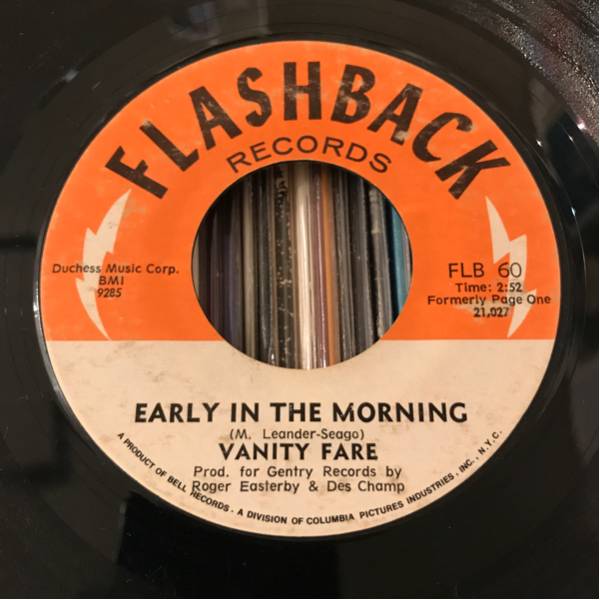 FLASHBACK
RECORDS
Duchess Music Corp.
BMI
9285
FLB 60
Time: 2:52
Formerly Page One
21,027
EARLY IN THE MORNING
(M. Leander-Seago)
VANITY FARE
Prod. for Gentry Records by
Roger Easterby & Des Champ
A PRODUCT OF BELL RECORDS. A DIVISION OF COLUMBIA PICTURES INDUSTRIES, INC., N.Y.C.